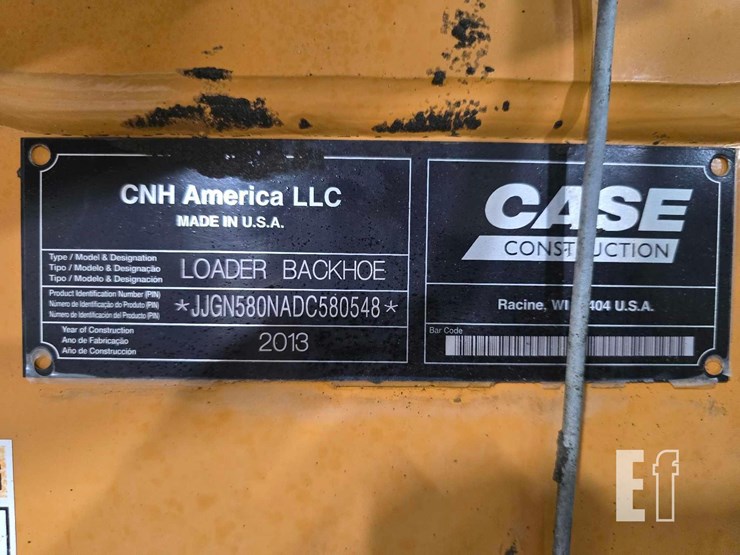 CNH America LLC
MADE IN U.S.A.
Type / Model & Designation
Tipo / Modelo & Designação
Tipo / Modelo & Designación
LOADER BACKHOE
Product Identification Number (PIN)
Número de Identificação do Produto (PIN)
Número de Identificación del Producto (PIN)
*JJGN580NADC580548*
Year of Construction
Ano de Fabricação
Año de Construcción
2013
CASE
CONSTRUCTION
Racine, WI 404 U.S.A.
Bar Code
Ef